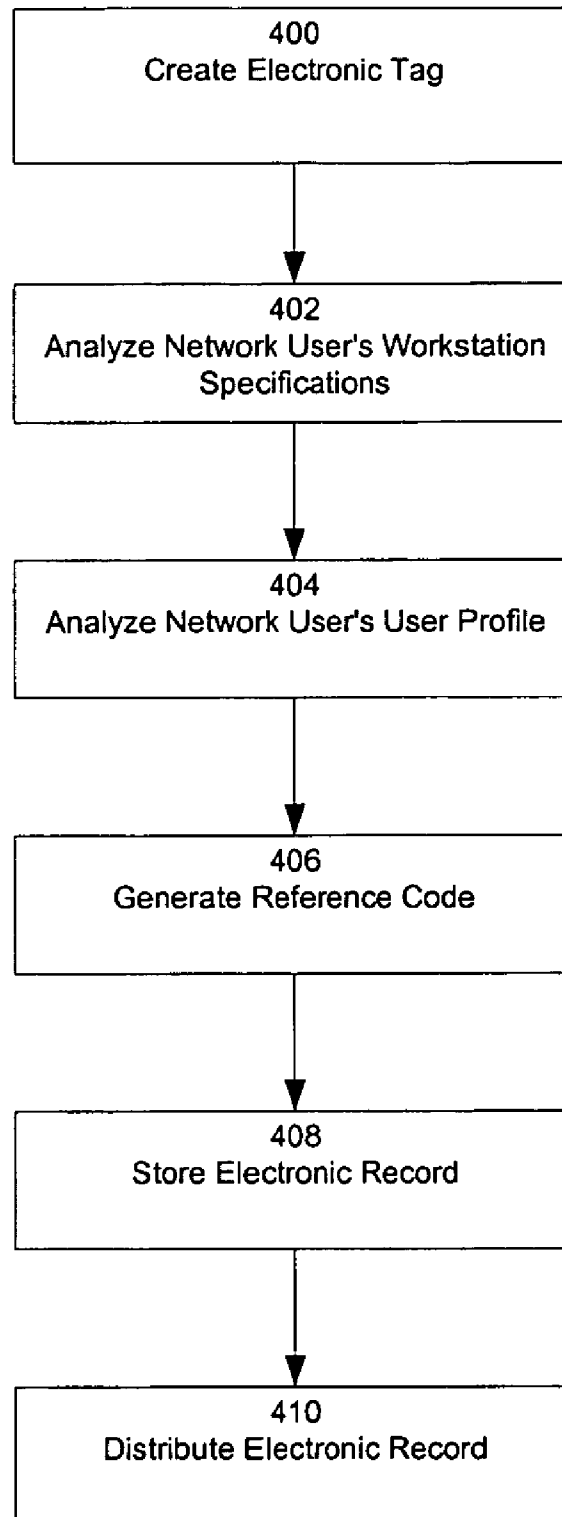 400
Create Electronic Tag
402
Analyze Network User's Workstation
Specifications
404
Analyze Network User's User Profile
406
Generate Reference Code
408
Store Electronic Record
410
Distribute Electronic Record